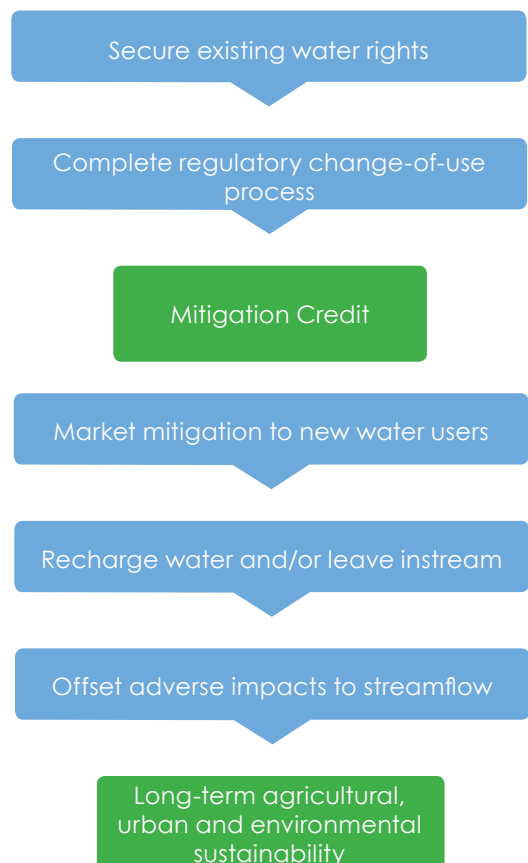 Secure existing water rights
Complete regulatory change-of-use
process
Mitigation Credit
Market mitigation to new water users
Recharge water and/or leave instream
Offset adverse impacts to streamflow
Long-term agricultural,
urban and environmental
sustainability